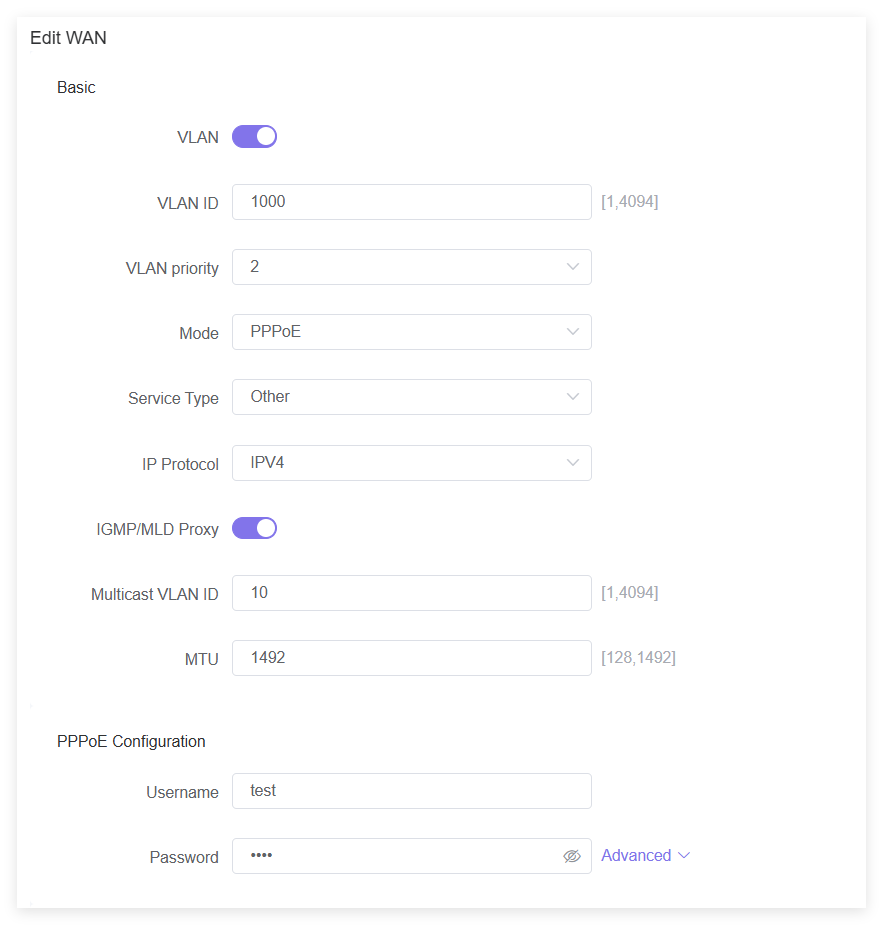 Edit WAN
Basic
VLAN
VLAN ID 1000 [1,4094]
VLAN priority 2
Mode PPPoE
Service Type Other
IP Protocol IPV4
IGMP/MLD Proxy
Multicast VLAN ID 10 [1,4094]
MTU 1492 [128,1492]
PPPoE Configuration
Username test
Password •••• Advanced